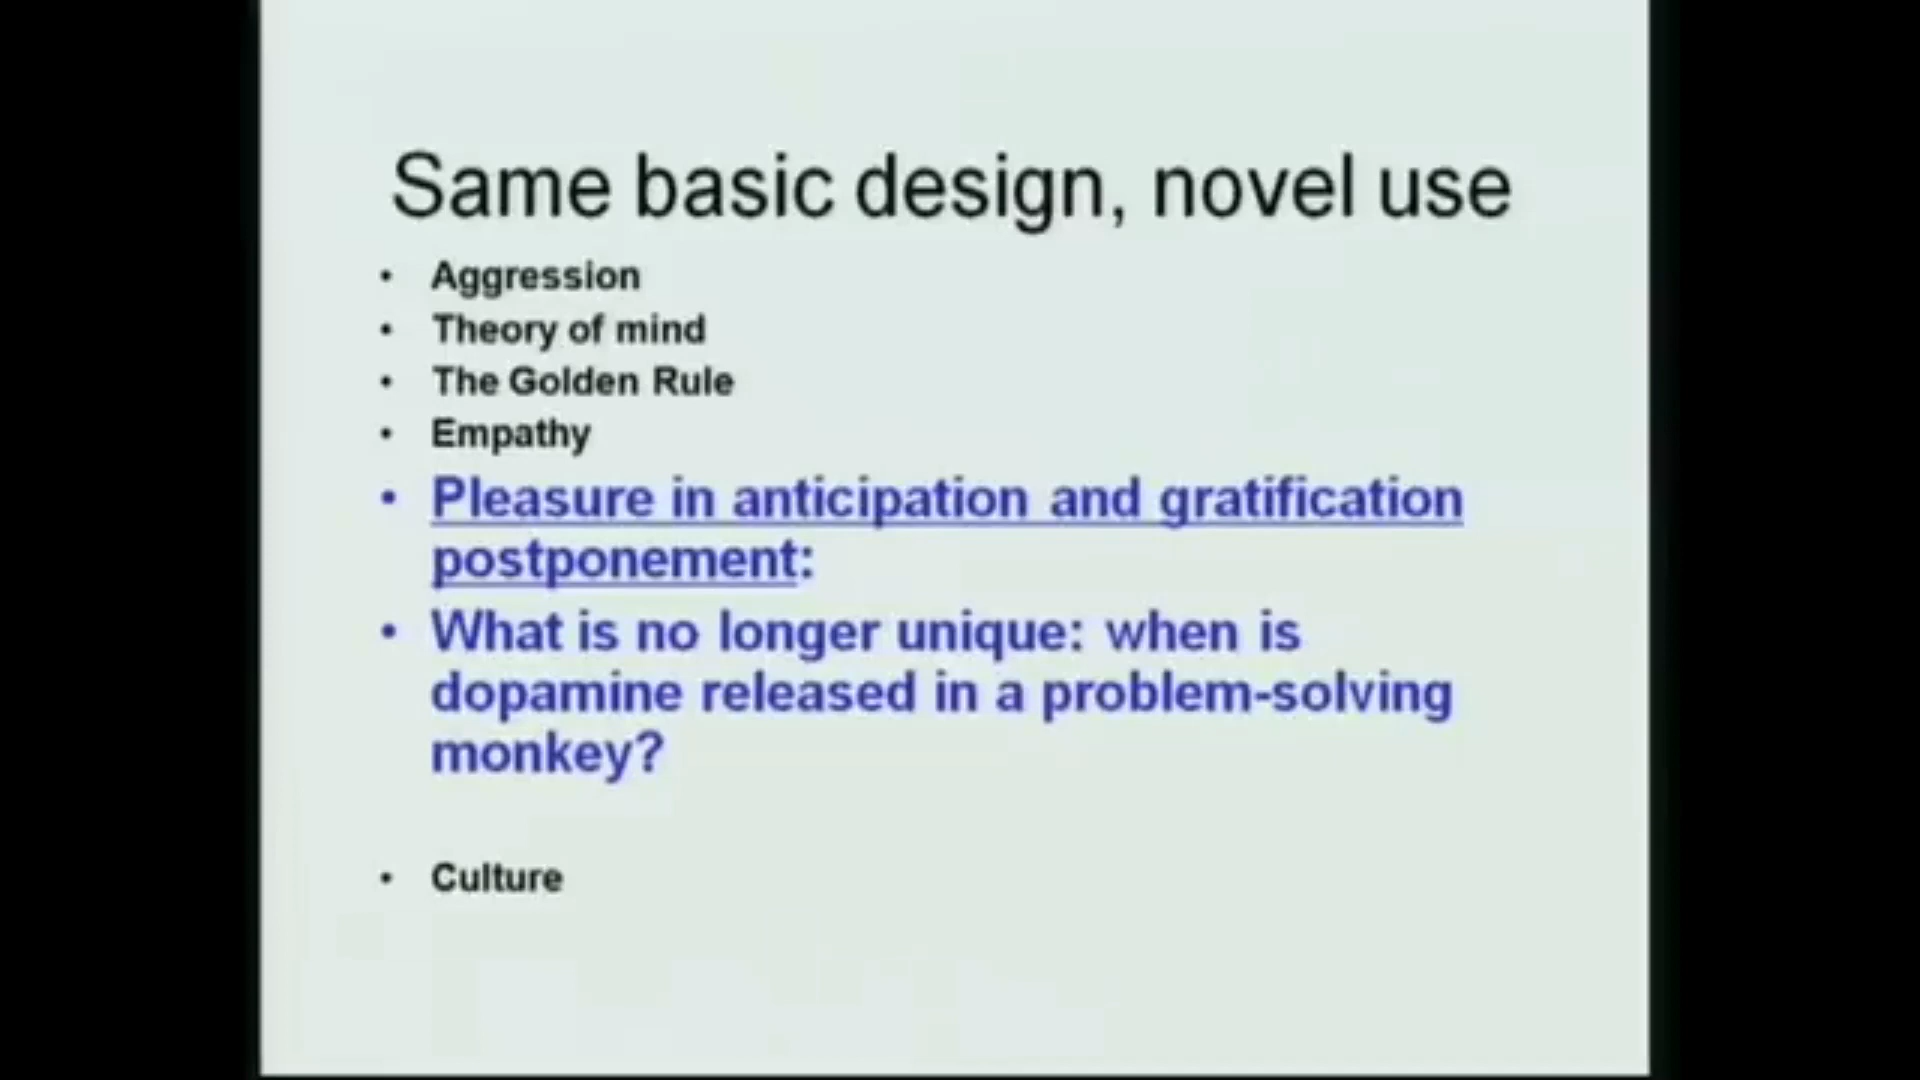 Same basic design, novel use
• Aggression
• Theory of mind
• The Golden Rule
• Empathy
• Pleasure in anticipation and gratification
postponement:
• What is no longer unique: when is
dopamine released in a problem-solving
monkey?
• Culture